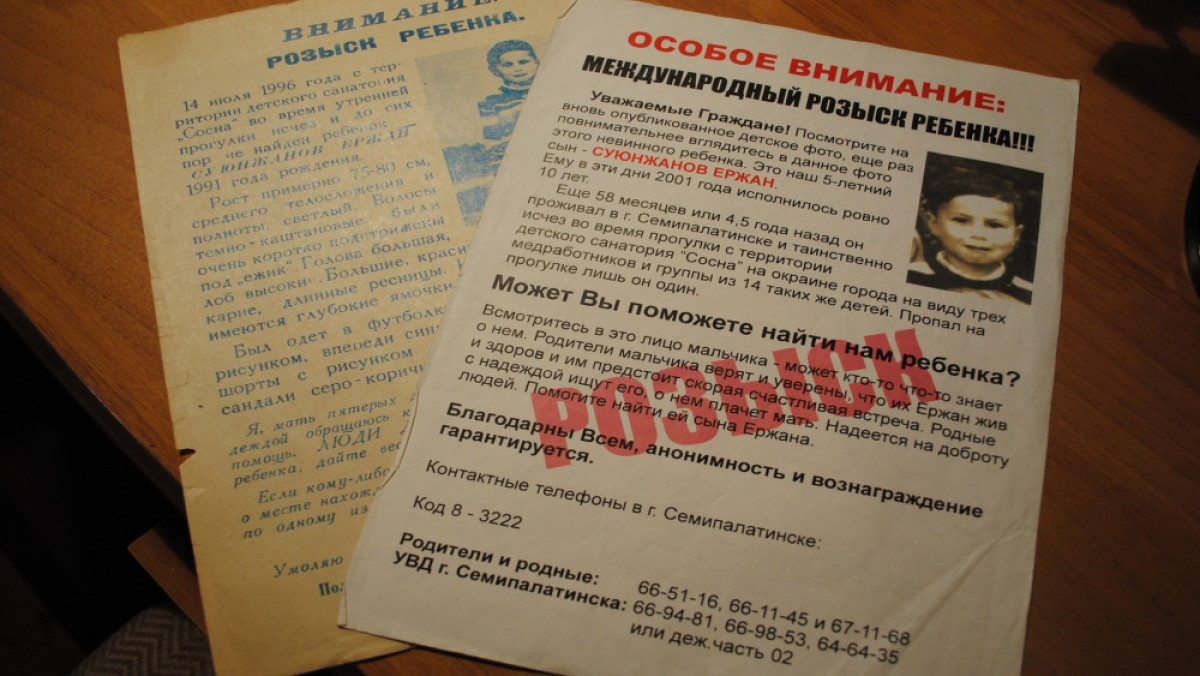 ВНИМАНИЕ!
РОЗЫСК РЕБЕНКА.
14 июля 1996 года с тер-
ритории детского санатория
„Сосна" во время утренней
прогулки исчез и до сих
пор не найден ребенок
СУЮНЖАНОВ ЕРЖАН
1991 года рождения.
Рост примерно 75-80 см,
среднего телосложения и
полноты, светлый. Волосы
темно-каштановые, были
очень коротко подстрижены
под „ежик". Голова большая,
лоб высокий. Большие,
карие, длинные ресницы.
имеются глубокие ямочки
Был одет в
рисунком, впереди
шорты с рисунком
сандали
Я, мать пятерых
деждой обращаюсь
помощь. ЛЮДИ
ребенка, дайте
Если
о месте
по одному из
Умоляю
ОСОБОЕ ВНИМАНИЕ:
МЕЖДУНАРОДНЫЙ РОЗЫСК РЕБЕНКА!!!
Уважаемые Граждане! Посмотрите на
вновь опубликованное детское фото, еще раз
повнимательнее вглядитесь в данное фото
этого невинного ребенка. Это наш 5-летний
сын - СУЮНЖАНОВ ЕРЖАН.
Ему в эти дни 2001 года исполнилось ровно
10 лет.
Еще 58 месяцев или 4,5 года назад он
проживал в г. Семипалатинске и таинственно
исчез во время прогулки с территории
детского санатория "Сосна" на окраине города на виду трех
медработников и группы из 14 таких же детей. Пропал на
прогулке лишь он один.
Может Вы поможете найти нам ребенка?
Всмотритесь в это лицо мальчика - может кто-то что-то знает
о нем. Родители мальчика верят и уверены, что их Ержан жив
и здоров и им предстоит скорая счастливая встреча. Родные
с надеждой ищут его, о нем плачет мать. Надеется на доброту
людей. Помогите найти ей сына Ержана.
РОЗЫСК
Благодарны Всем, анонимность и вознаграждение
гарантируется.
Контактные телефоны в г. Семипалатинске:
Код 8 - 3222
Родители и родные: 66-51-16, 66-11-45 и 67-11-68
УВД г. Семипалатинска: 66-94-81, 66-98-53, 64-64-35
или деж.часть 02